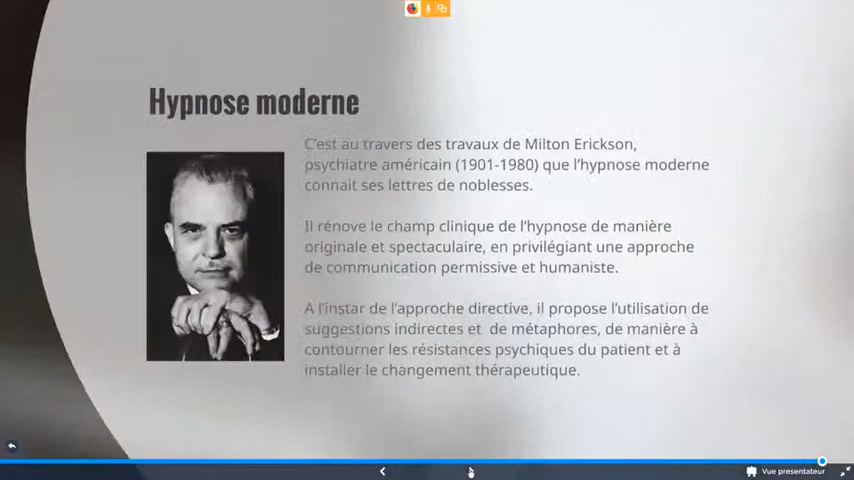 Hypnose moderne
C'est au travers des travaux de Milton Erickson,
psychiatre américain (1901-1980) que l'hypnose moderne
connait ses lettres de noblesses.
Il rénove le champ clinique de l'hypnose de manière
originale et spectaculaire, en privilégiant une approche
de communication permissive et humaniste.
A l'instar de l'approche directive, il propose l'utilisation de
suggestions indirectes et de métaphores, de manière à
contourner les résistances psychiques du patient et à
installer le changement thérapeutique.
Vue presentateur